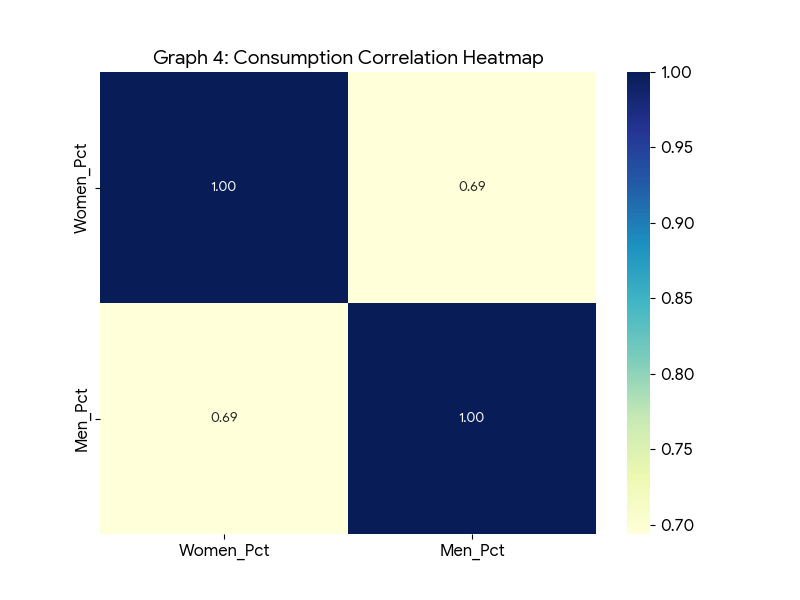 Graph 4: Consumption Correlation Heatmap
Women_Pct
1.00
0.69
Men_Pct
0.69
1.00
Women_Pct
Men_Pct
1.00
0.95
0.90
0.85
0.80
0.75
0.70